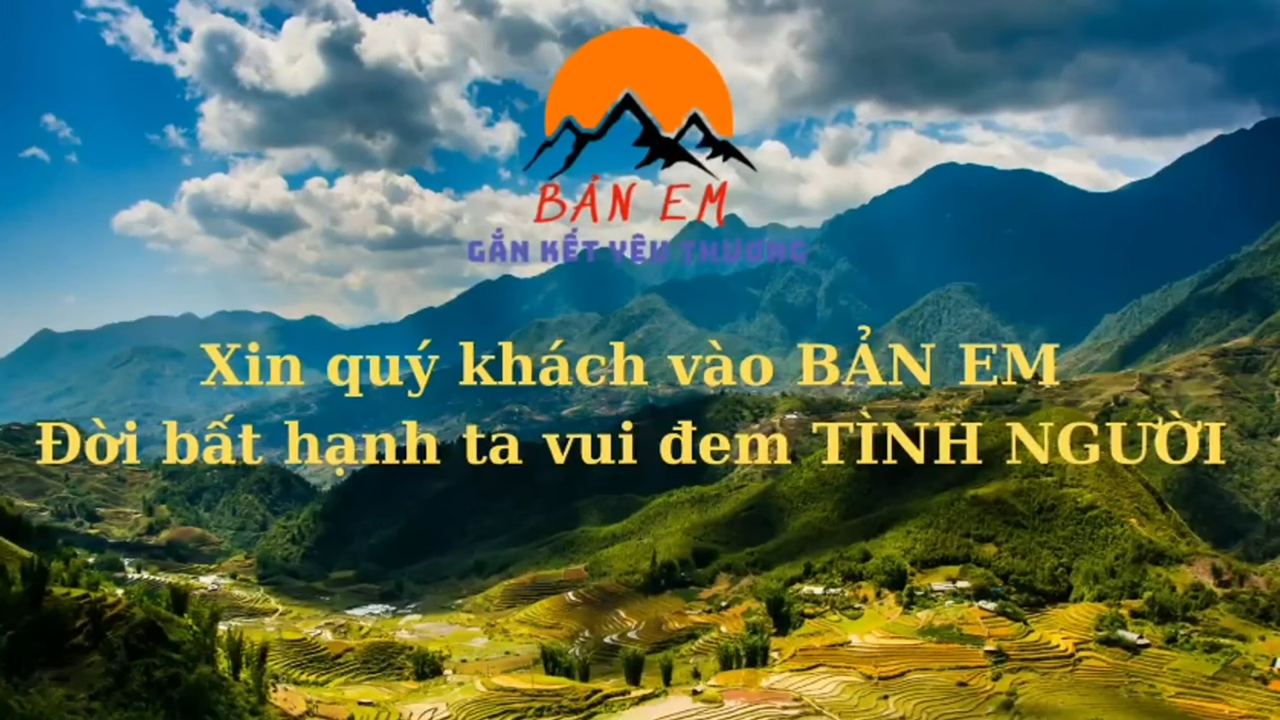 BẢN EM
GẮN KẾT YÊU THƯƠNG
Xin quý khách vào BẢN EM
Đời bất hạnh ta vui đem TÌNH NGƯỜI